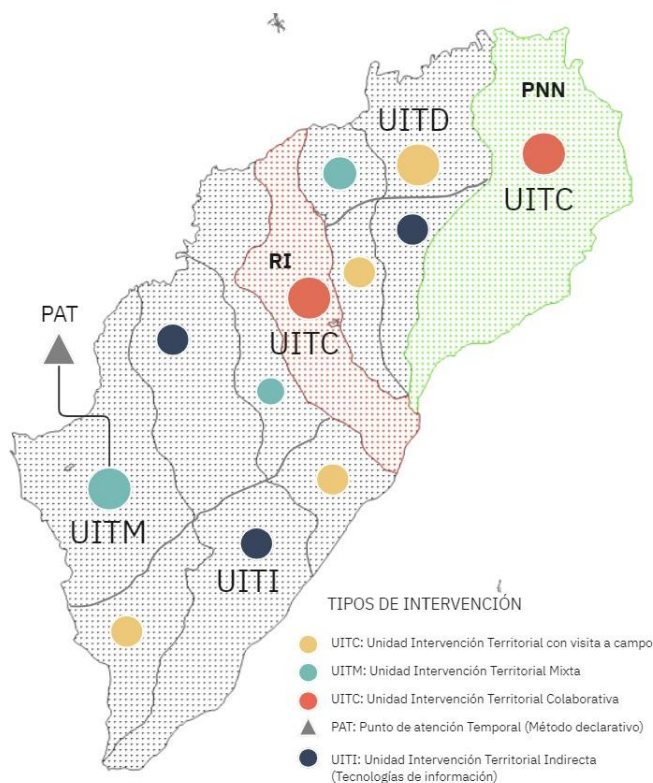 PNN
UITD
UITC
RI
PAT
UITC
UITM
UITI
TIPOS DE INTERVENCIÓN
UITC: Unidad Intervención Territorial con visita a campo
UITM: Unidad Intervención Territorial Mixta
UITC: Unidad Intervención Territorial Colaborativa
PAT: Punto de atención Temporal (Método declarativo)
UITI: Unidad Intervención Territorial Indirecta
(Tecnologías de información)